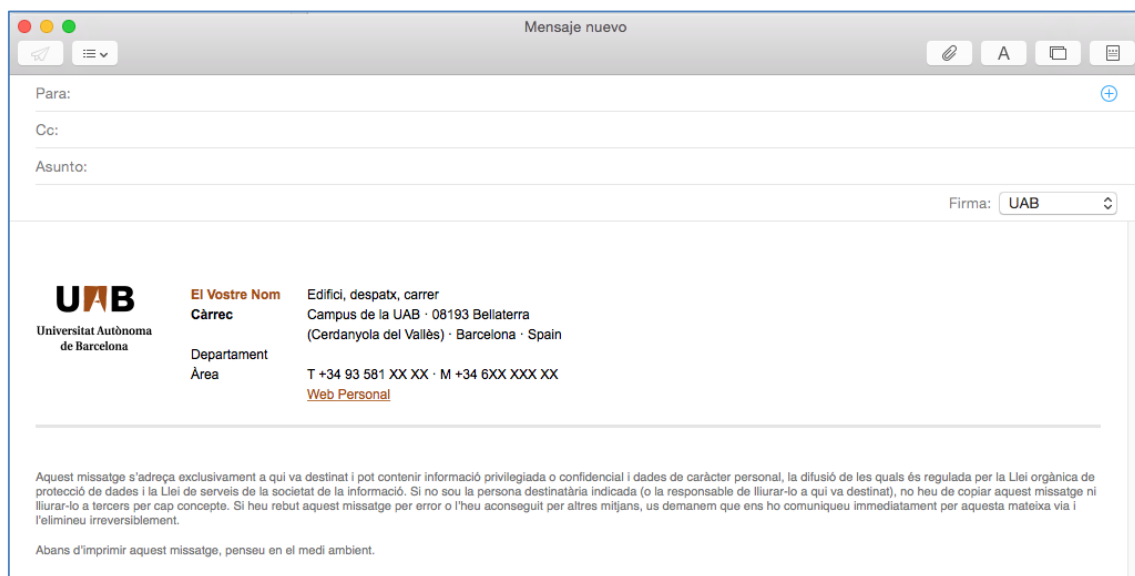 Mensaje nuevo
Para:
Cc:
Asunto:
Firma: UAB
UAB
Universitat Autònoma
de Barcelona
El Vostre Nom
Càrrec
Departament
Àrea
Edifici, despatx, carrer
Campus de la UAB · 08193 Bellaterra
(Cerdanyola del Vallès) · Barcelona · Spain
T +34 93 581 XX XX · M +34 6XX XXX XX
Web Personal
Aquest missatge s’adreça exclusivament a qui va destinat i pot contenir informació privilegiada o confidencial i dades de caràcter personal, la difusió de les quals és regulada per la Llei orgànica de
protecció de dades i la Llei de serveis de la societat de la informació. Si no sou la persona destinatària indicada (o la responsable de lliurar-lo a qui va destinat), no heu de copiar aquest missatge ni
lliurar-lo a tercers per cap concepte. Si heu rebut aquest missatge per error o l’heu aconseguit per altres mitjans, us demanem que ens ho comuniqueu immediatament per aquesta mateixa via i
l’elimineu irreversiblement.
Abans d’imprimir aquest missatge, penseu en el medi ambient.